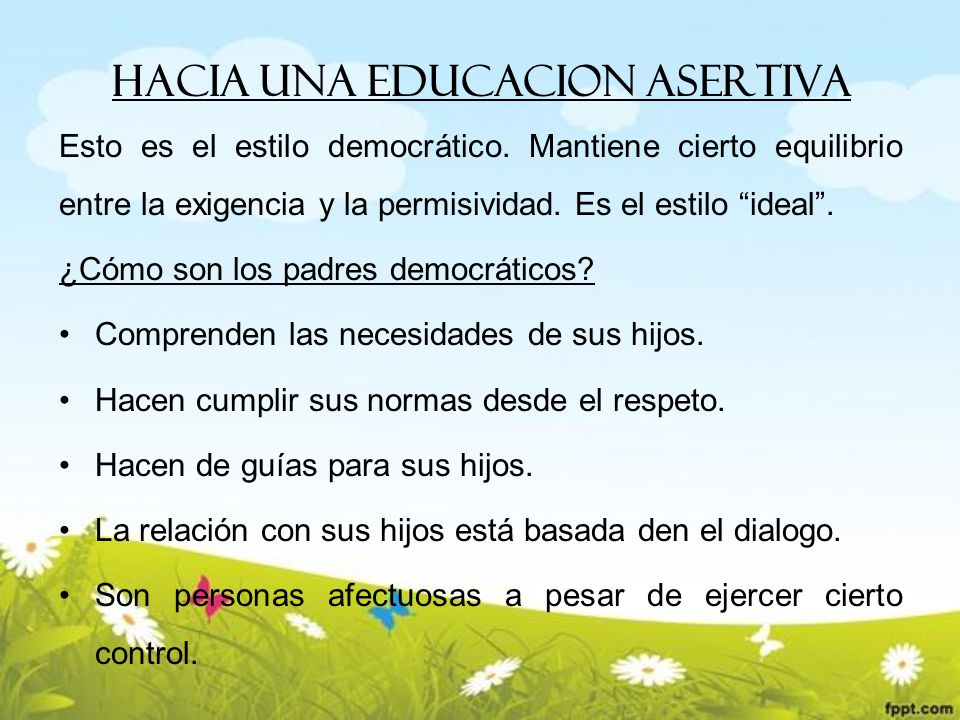 HACIA UNA EDUCACION ASERTIVA
Esto es el estilo democrático. Mantiene cierto equilibrio
entre la exigencia y la permisividad. Es el estilo “ideal”.
¿Cómo son los padres democráticos?
• Comprenden las necesidades de sus hijos.
• Hacen cumplir sus normas desde el respeto.
• Hacen de guías para sus hijos.
• La relación con sus hijos está basada den el dialogo.
• Son personas afectuosas a pesar de ejercer cierto
control.
fppt.com